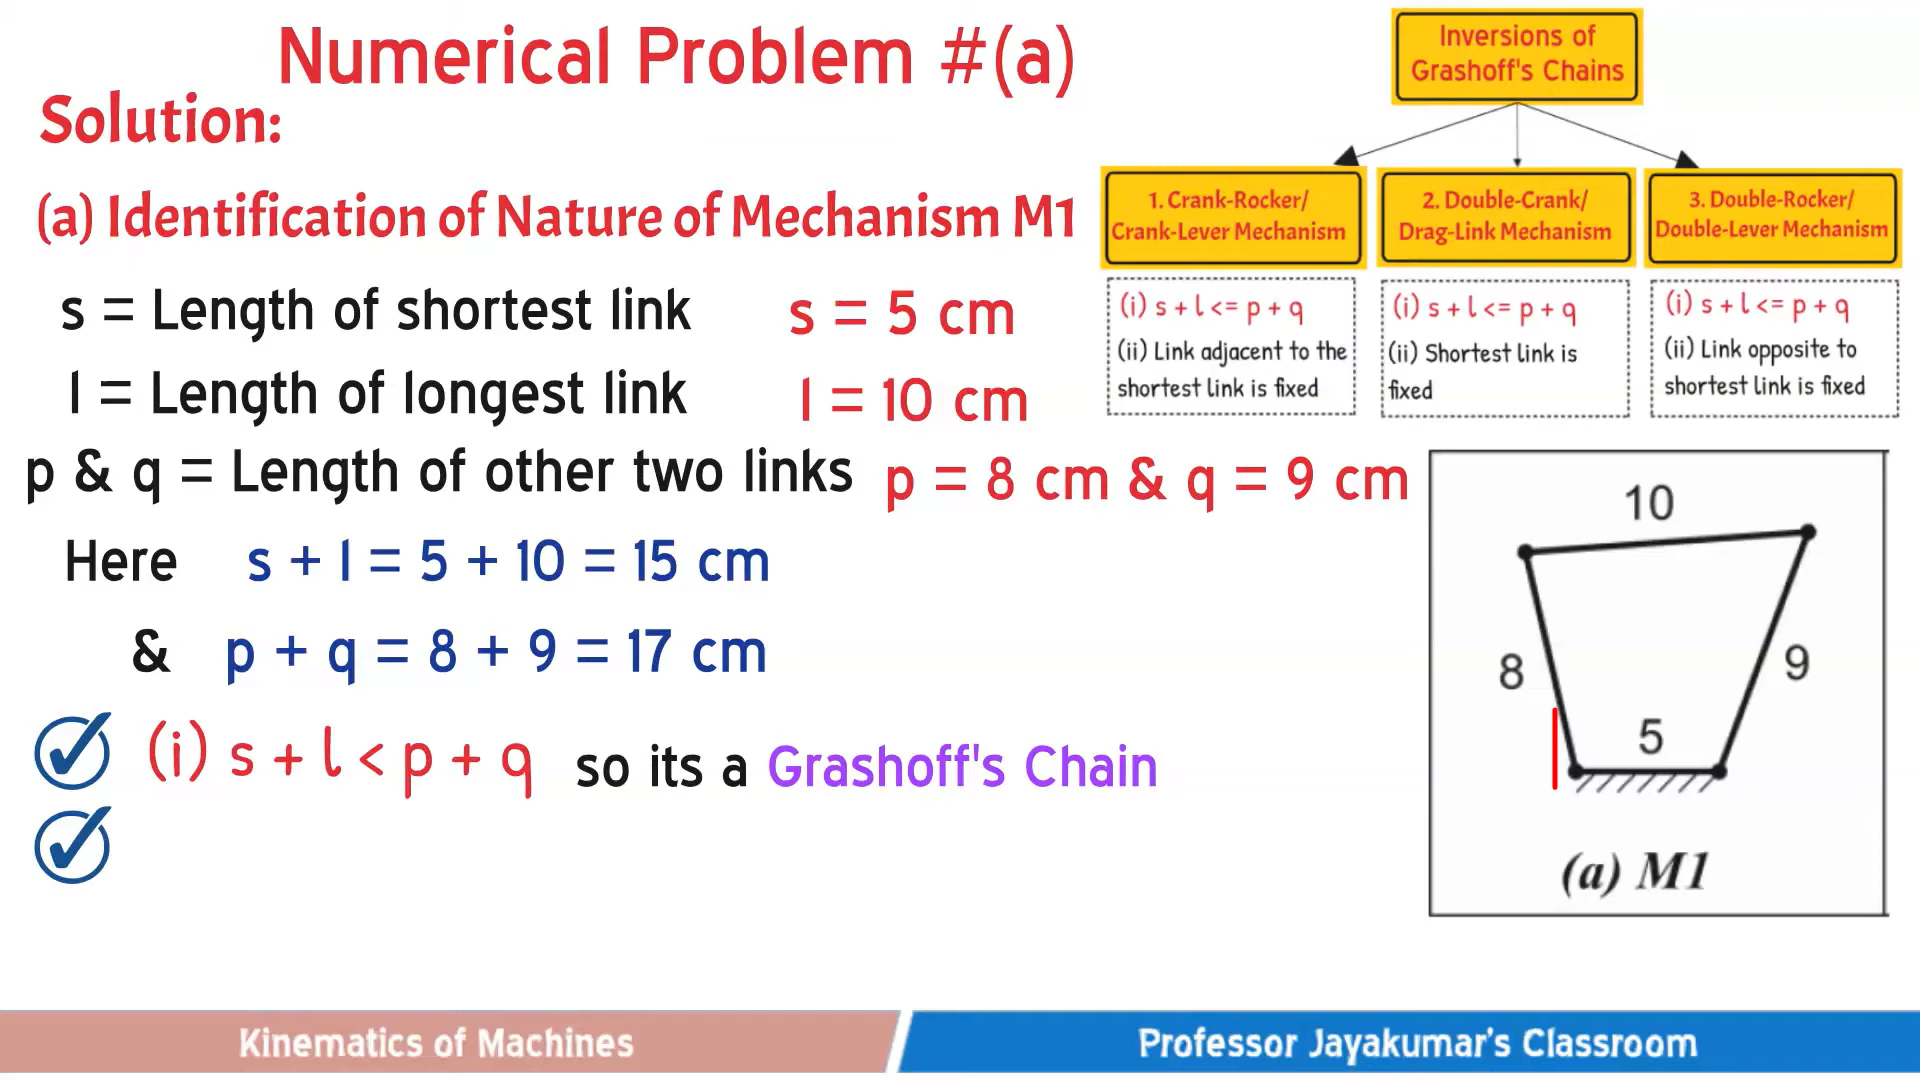 Numerical Problem #(a)
Solution:
(a) Identification of Nature of Mechanism M1
s = Length of shortest link
s = 5 cm
l = Length of longest link
l = 10 cm
p & q = Length of other two links
p = 8 cm & q = 9 cm
Here s + l = 5 + 10 = 15 cm
& p + q = 8 + 9 = 17 cm
(i) s + l < p + q so its a Grashoff's Chain
Inversions of
Grashoff's Chains
1. Crank-Rocker/
Crank-Lever Mechanism
(i) s + l <= p + q
(ii) Link adjacent to the
shortest link is fixed
2. Double-Crank/
Drag-Link Mechanism
(i) s + l <= p + q
(ii) Shortest link is
fixed
3. Double-Rocker/
Double-Lever Mechanism
(i) s + l <= p + q
(ii) Link opposite to
shortest link is fixed
10
8
9
5
(a) M1
Kinematics of Machines
Professor Jayakumar's Classroom